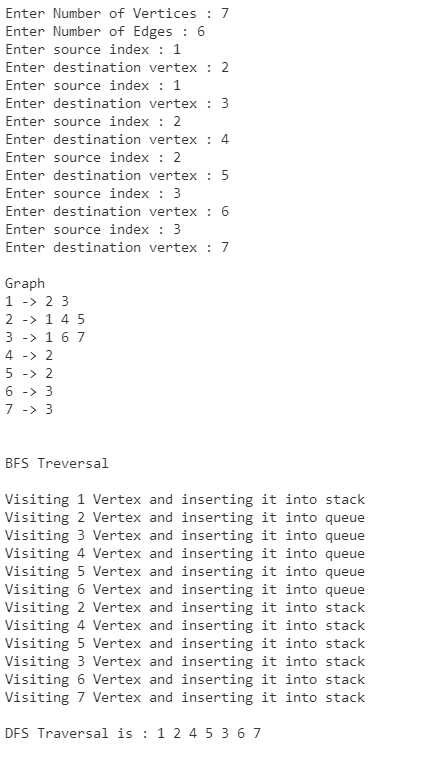 Enter Number of Vertices : 7
Enter Number of Edges : 6
Enter source index : 1
Enter destination vertex : 2
Enter source index : 1
Enter destination vertex : 3
Enter source index : 2
Enter destination vertex : 4
Enter source index : 2
Enter destination vertex : 5
Enter source index : 3
Enter destination vertex : 6
Enter source index : 3
Enter destination vertex : 7
Graph
1 -> 2 3
2 -> 1 4 5
3 -> 1 6 7
4 -> 2
5 -> 2
6 -> 3
7 -> 3
BFS Treversal
Visiting 1 Vertex and inserting it into stack
Visiting 2 Vertex and inserting it into queue
Visiting 3 Vertex and inserting it into queue
Visiting 4 Vertex and inserting it into queue
Visiting 5 Vertex and inserting it into queue
Visiting 6 Vertex and inserting it into queue
Visiting 2 Vertex and inserting it into stack
Visiting 4 Vertex and inserting it into stack
Visiting 5 Vertex and inserting it into stack
Visiting 3 Vertex and inserting it into stack
Visiting 6 Vertex and inserting it into stack
Visiting 7 Vertex and inserting it into stack
DFS Traversal is : 1 2 4 5 3 6 7